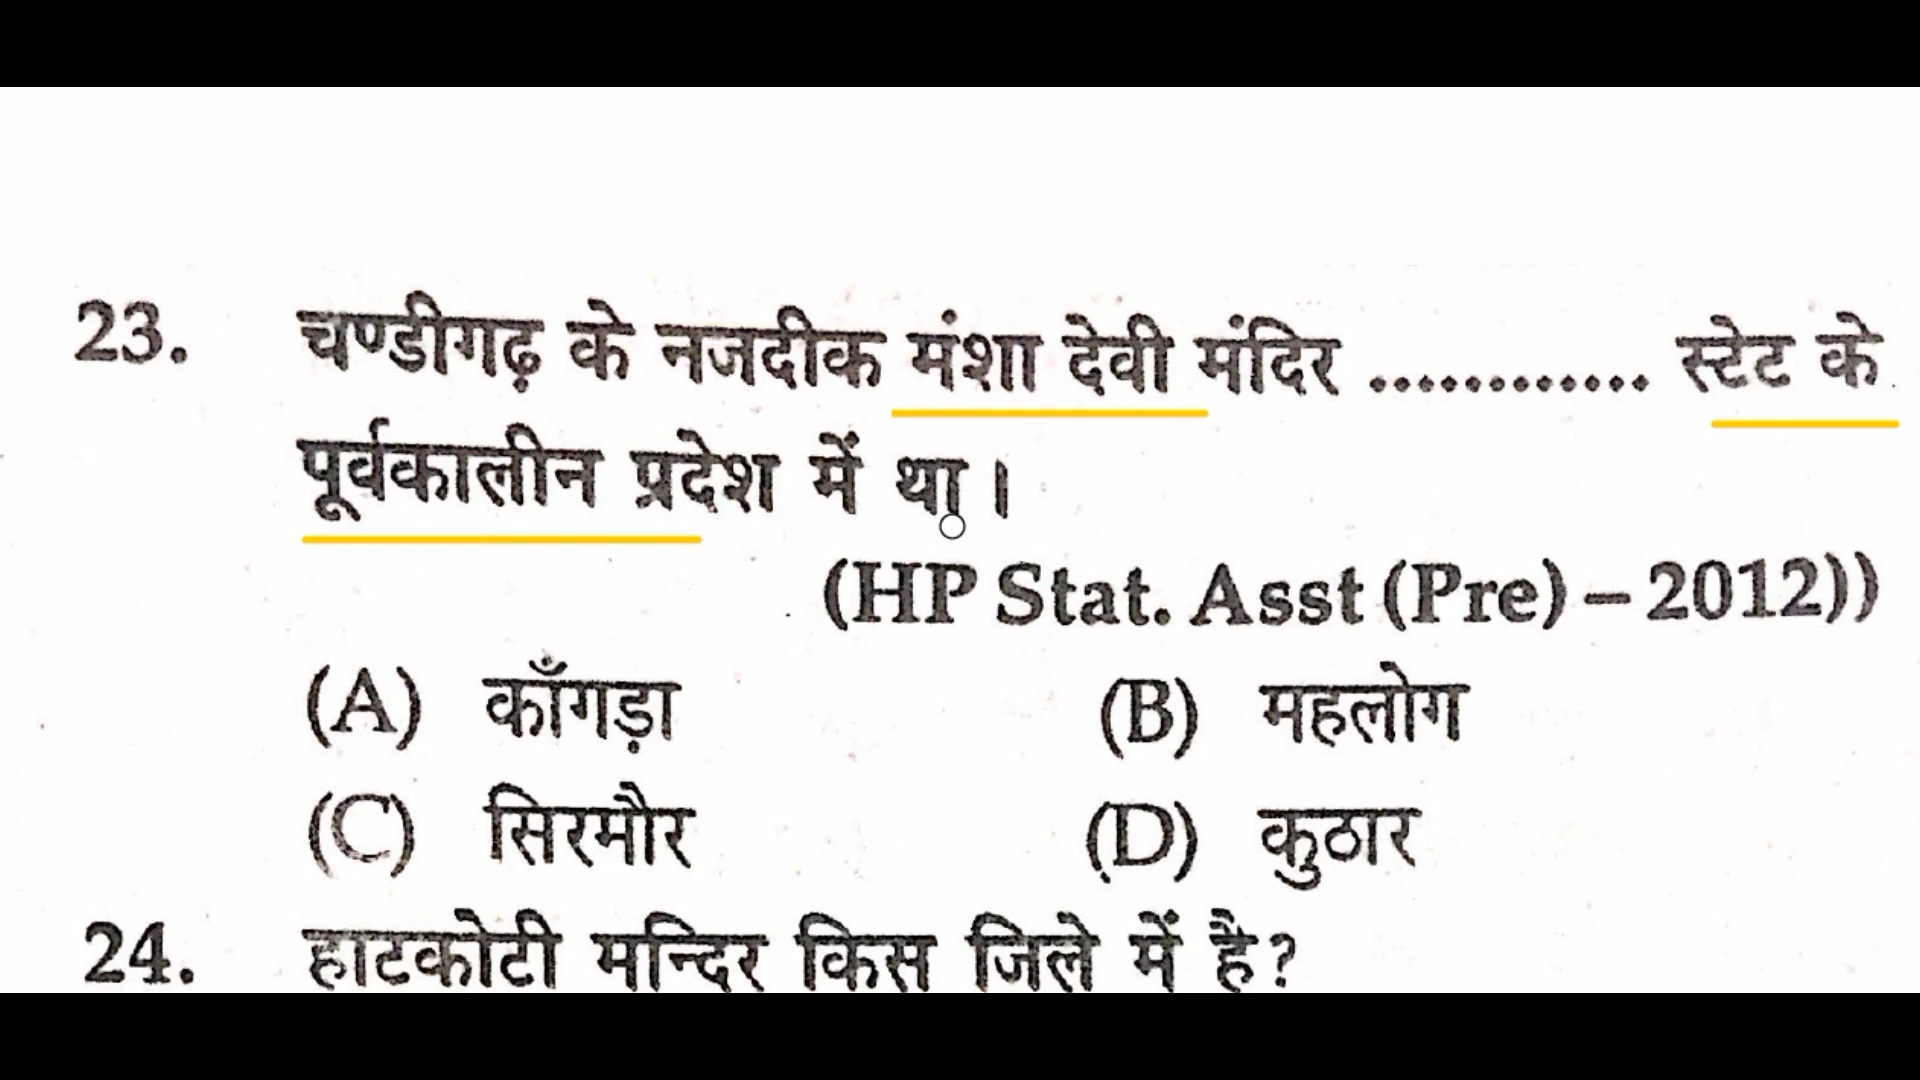 23. चण्डीगढ़ के नजदीक मंशा देवी मंदिर ............ स्टेट के
पूर्वकालीन प्रदेश में था।
(HP Stat. Asst (Pre) – 2012))
(A) काँगड़ा (B) महलोग
(C) सिरमौर (D) कुठार
24. हाटकोटी मन्दिर किस जिले में है?